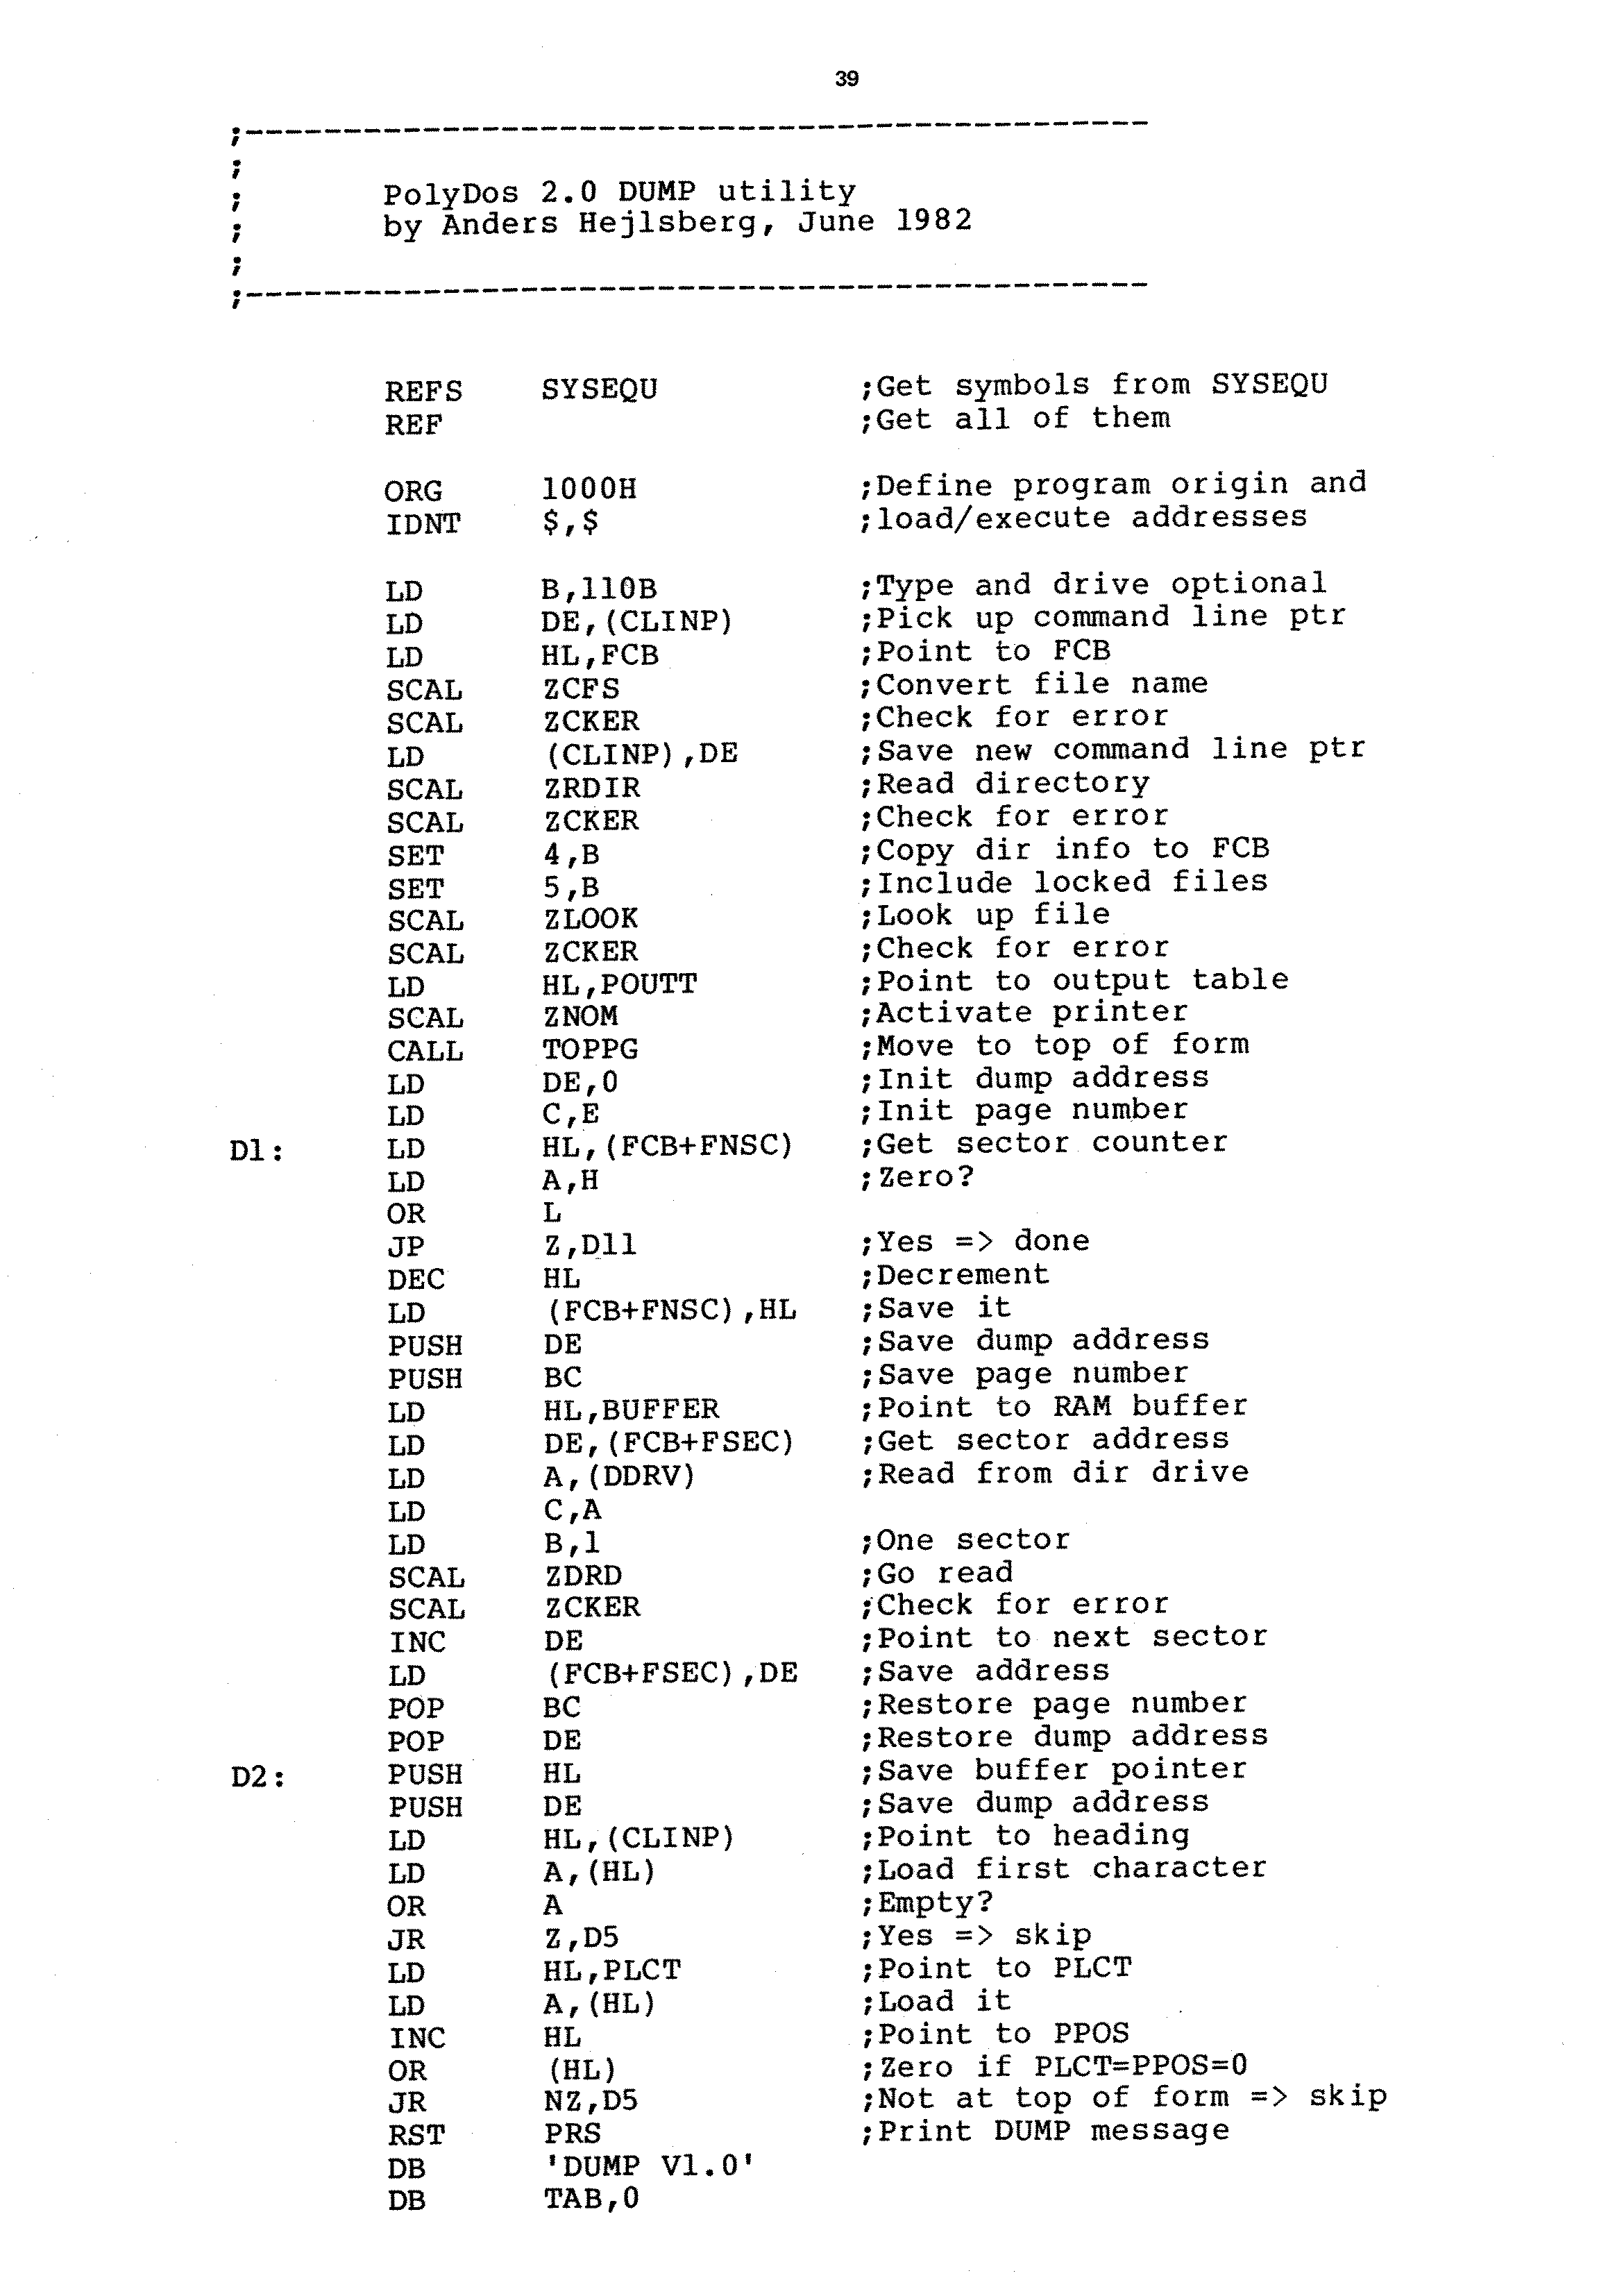 39
;-----------------------------------------------
;
;       PolyDos 2.0 DUMP utility
;       by Anders Hejlsberg, June 1982
;
;-----------------------------------------------
        REFS    SYSEQU          ;Get symbols from SYSEQU
        REF                     ;Get all of them
        ORG     1000H           ;Define program origin and
        IDNT    $,$             ;load/execute addresses
        LD      B,110B          ;Type and drive optional
        LD      DE,(CLINP)      ;Pick up command line ptr
        LD      HL,FCB          ;Point to FCB
        SCAL    ZCFS            ;Convert file name
        SCAL    ZCKER           ;Check for error
        LD      (CLINP),DE      ;Save new command line ptr
        SCAL    ZRDIR           ;Read directory
        SCAL    ZCKER           ;Check for error
        SET     4,B             ;Copy dir info to FCB
        SET     5,B             ;Include locked files
        SCAL    ZLOOK           ;Look up file
        SCAL    ZCKER           ;Check for error
        LD      HL,POUTT        ;Point to output table
        SCAL    ZNOM            ;Activate printer
        CALL    TOPPG           ;Move to top of form
        LD      DE,0            ;Init dump address
        LD      C,E             ;Init page number
D1:     LD      HL,(FCB+FNSC)   ;Get sector counter
        LD      A,H             ;Zero?
        OR      L
        JP      Z,D11           ;Yes => done
        DEC     HL              ;Decrement
        LD      (FCB+FNSC),HL   ;Save it
        PUSH    DE              ;Save dump address
        PUSH    BC              ;Save page number
        LD      HL,BUFFER       ;Point to RAM buffer
        LD      DE,(FCB+FSEC)   ;Get sector address
        LD      A,(DDRV)        ;Read from dir drive
        LD      C,A
        LD      B,1             ;One sector
        SCAL    ZDRD            ;Go read
        SCAL    ZCKER           ;Check for error
        INC     DE              ;Point to next sector
        LD      (FCB+FSEC),DE   ;Save address
        POP     BC              ;Restore page number
        POP     DE              ;Restore dump address
D2:     PUSH    HL              ;Save buffer pointer
        PUSH    DE              ;Save dump address
        LD      HL,(CLINP)      ;Point to heading
        LD      A,(HL)          ;Load first character
        OR      A               ;Empty?
        JR      Z,D5            ;Yes => skip
        LD      HL,PLCT         ;Point to PLCT
        LD      A,(HL)          ;Load it
        INC     HL              ;Point to PPOS
        OR      (HL)            ;Zero if PLCT=PPOS=0
        JR      NZ,D5           ;Not at top of form => skip
        RST     PRS             ;Print DUMP message
        DB      'DUMP V1.0'
        DB      TAB,0